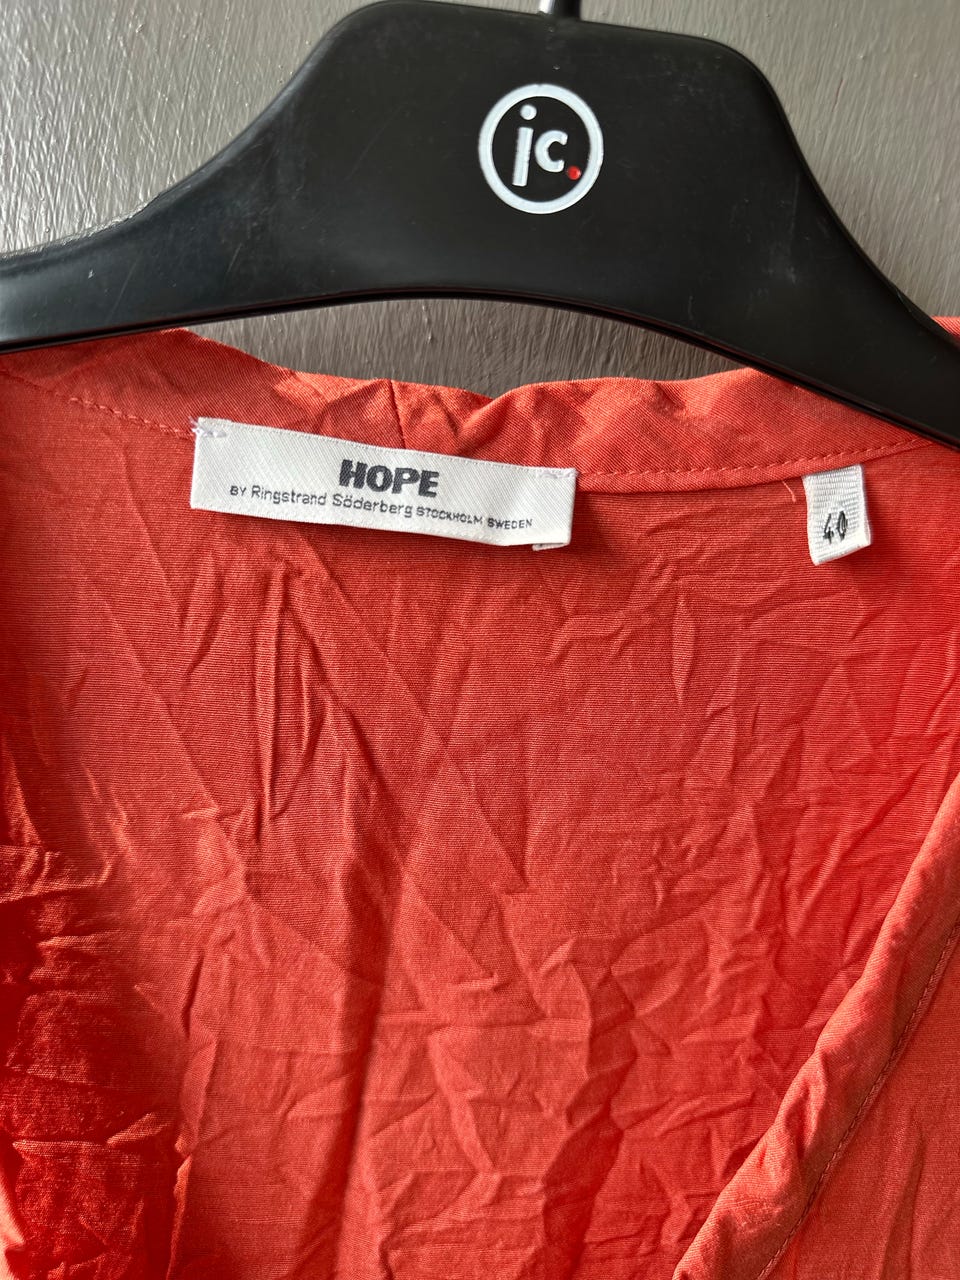 jc.
HOPE
BY Ringstrand Söderberg STOCKHOLM SWEDEN
40